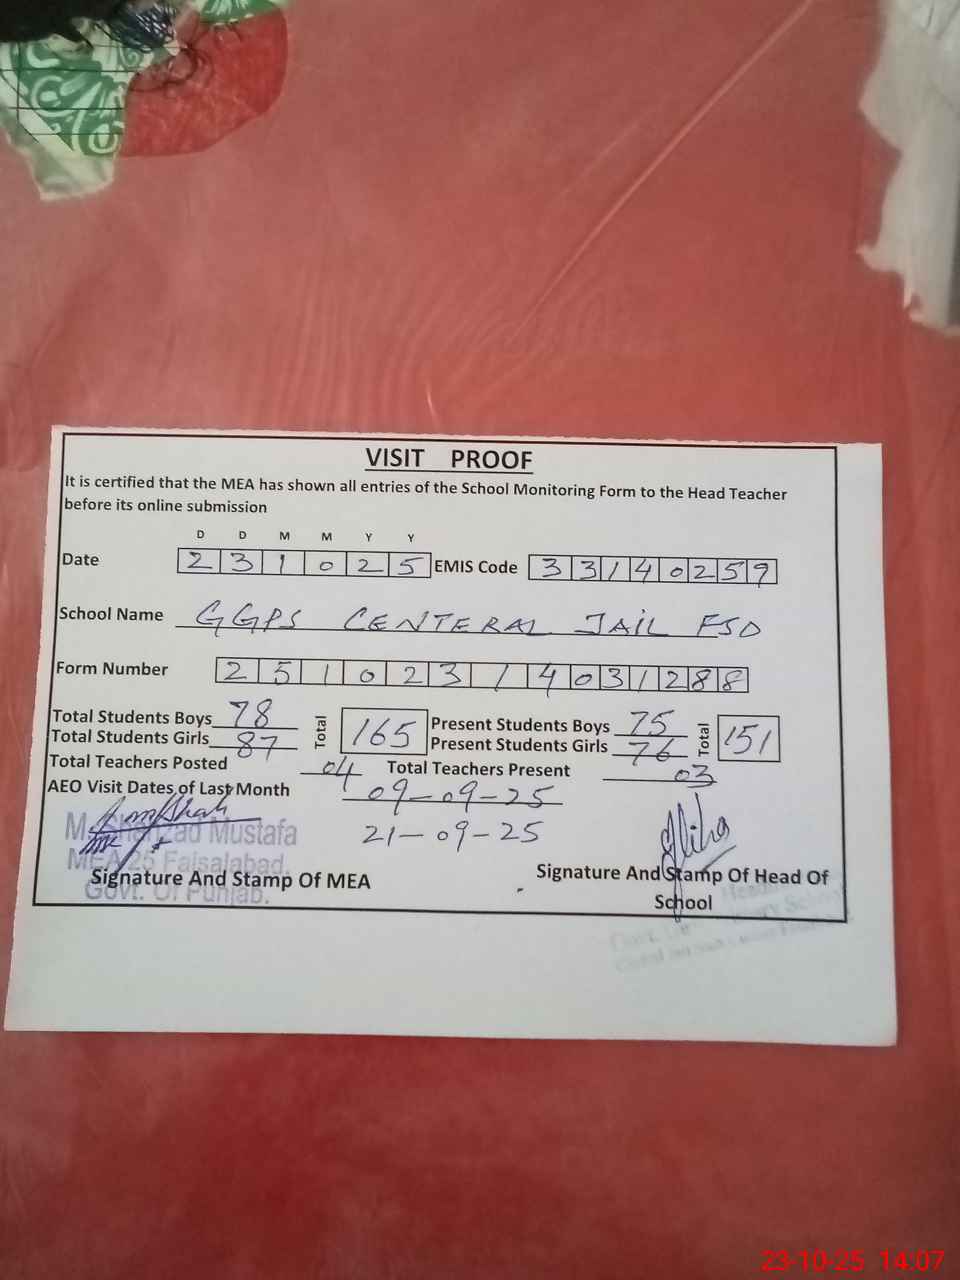 VISIT PROOF
It is certified that the MEA has shown all entries of the School Monitoring Form to the Head Teacher
before its online submission
D D M M Y Y
Date 2 3 1 0 2 5 EMIS Code 3 3 1 4 0 2 5 9
School Name GGPS CENTERAL JAIL FSD
Form Number 2 5 1 0 2 3 1 4 0 3 1 2 8 8
Total Students Boys 78 Total 165 Present Students Boys 75 Total 151
Total Students Girls 87 Present Students Girls 76
Total Teachers Posted 04 Total Teachers Present 03
AEO Visit Dates of Last Month 09-09-25
21-09-25
Mustafa
MEA 25 Faisalabad.
Govt. Of Punjab.
Signature And Stamp Of MEA
Signature And Stamp Of Head Of
School
23-10-25 14:07